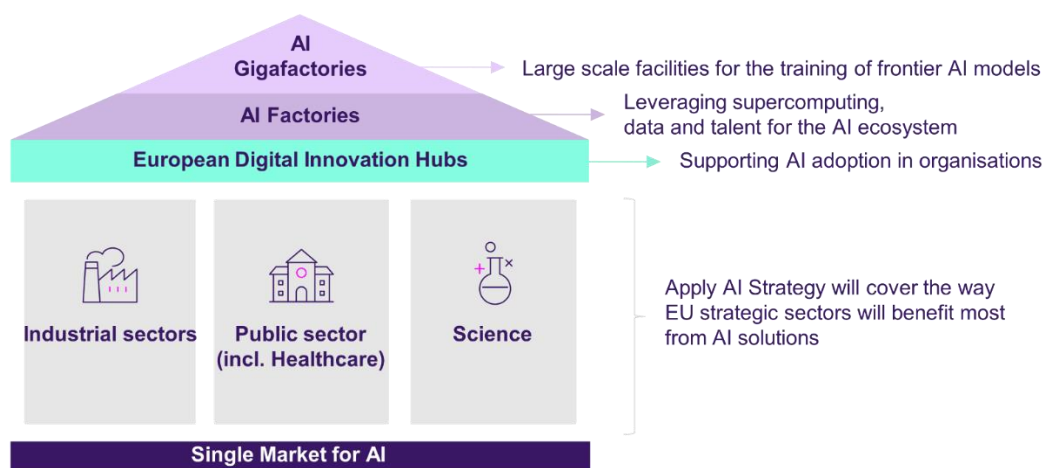 AI
Gigafactories
Large scale facilities for the training of frontier AI models
AI Factories
Leveraging supercomputing,
data and talent for the AI ecosystem
European Digital Innovation Hubs
Supporting AI adoption in organisations
Industrial sectors
Public sector
(incl. Healthcare)
Science
Apply AI Strategy will cover the way
EU strategic sectors will benefit most
from AI solutions
Single Market for AI